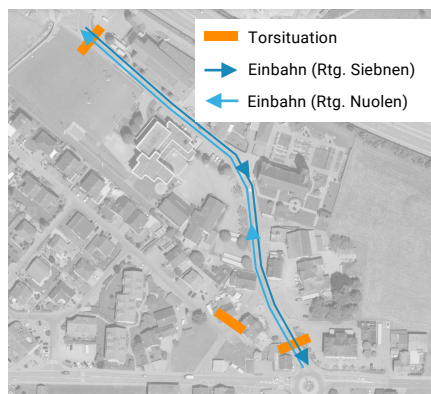 Torsituation
Einbahn (Rtg. Siebnen)
Einbahn (Rtg. Nuolen)